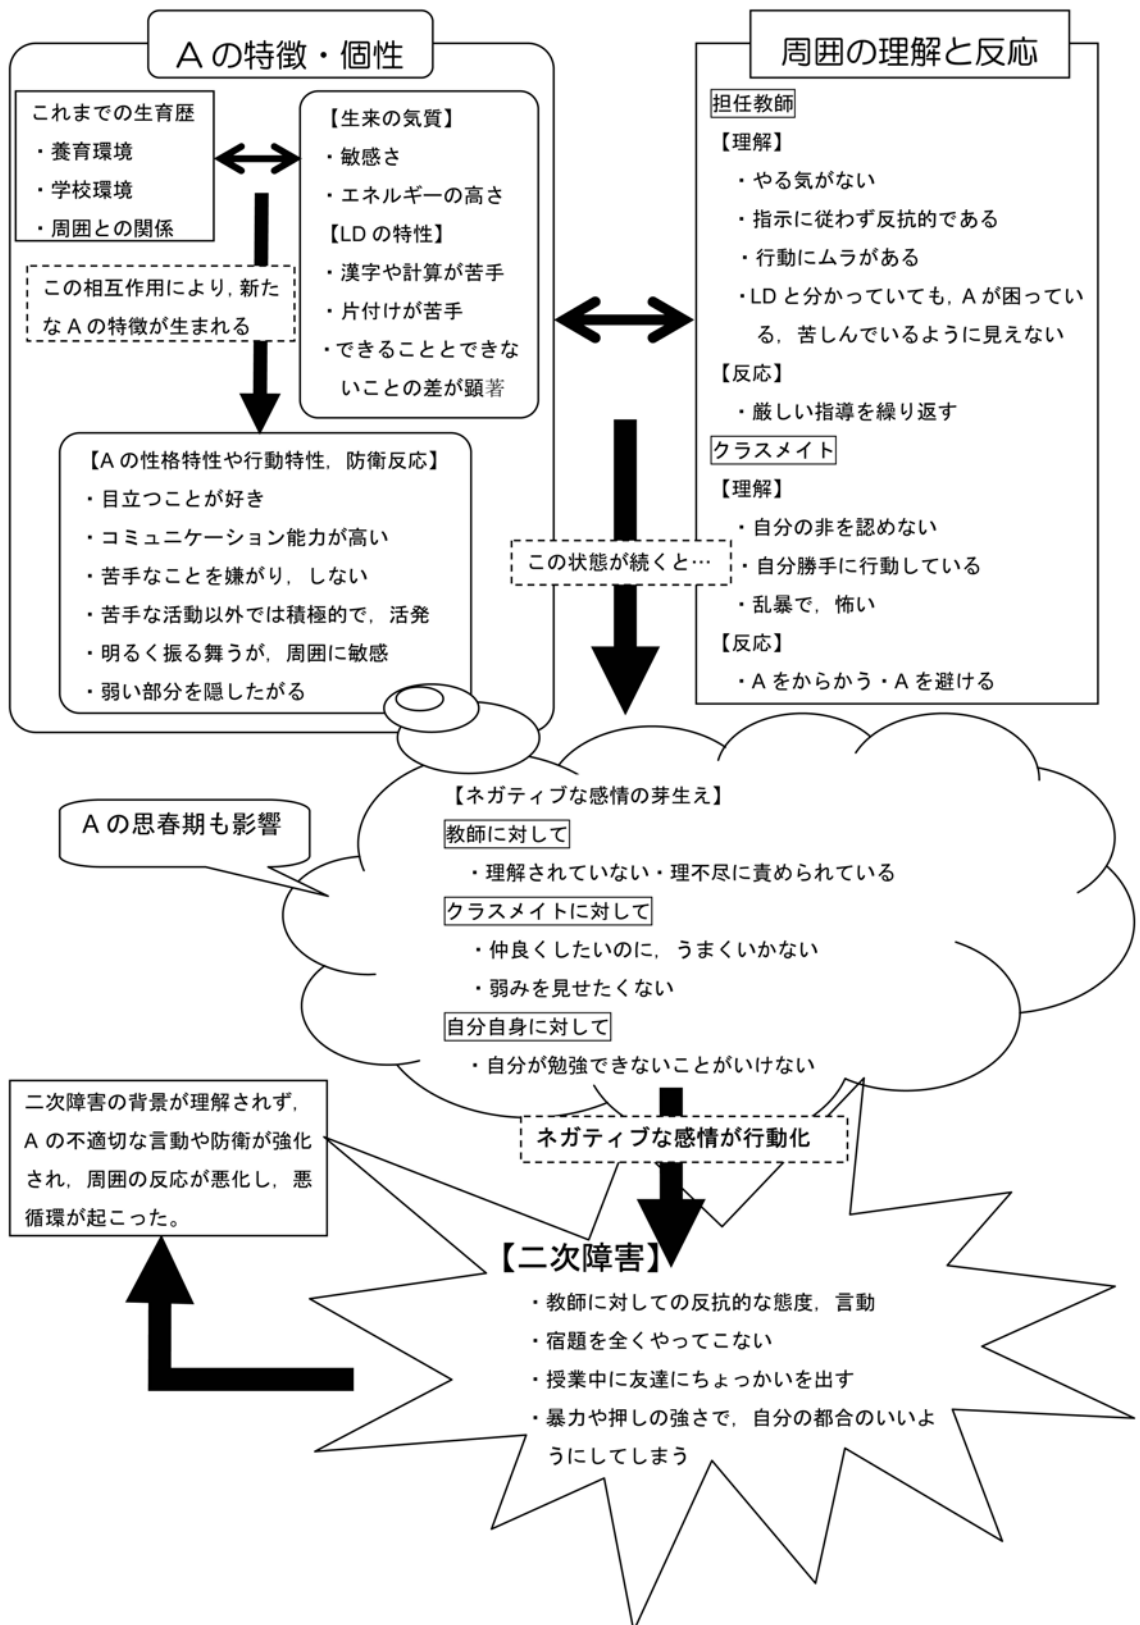 Aの特徴・個性
これまでの生育歴
・養育環境
・学校環境
・周囲との関係
【生来の気質】
・敏感さ
・エネルギーの高さ
【LDの特性】
・漢字や計算が苦手
・片付けが苦手
・できることとできな
いことの差が顕著
この相互作用により,新た
なAの特徴が生まれる
【Aの性格特性や行動特性,防衛反応】
・目立つことが好き
・コミュニケーション能力が高い
・苦手なことを嫌がり,しない
・苦手な活動以外では積極的で,活発
・明るく振る舞うが,周囲に敏感
・弱い部分を隠したがる
周囲の理解と反応
担任教師
【理解】
・やる気がない
・指示に従わず反抗的である
・行動にムラがある
・LDと分かっていても,Aが困ってい
る,苦しんでいるように見えない
【反応】
・厳しい指導を繰り返す
クラスメイト
【理解】
・自分の非を認めない
・自分勝手に行動している
・乱暴で,怖い
【反応】
・Aをからかう・Aを避ける
この状態が続くと…
Aの思春期も影響
【ネガティブな感情の芽生え】
教師に対して
・理解されていない・理不尽に責められている
クラスメイトに対して
・仲良くしたいのに,うまくいかない
・弱みを見せたくない
自分自身に対して
・自分が勉強できないことがいけない
ネガティブな感情が行動化
【二次障害】
・教師に対しての反抗的な態度,言動
・宿題を全くやってこない
・授業中に友達にちょっかいを出す
・暴力や押しの強さで,自分の都合のいいよ
うにしてしまう
二次障害の背景が理解されず,
Aの不適切な言動や防衛が強化
され,周囲の反応が悪化し,悪
循環が起こった。